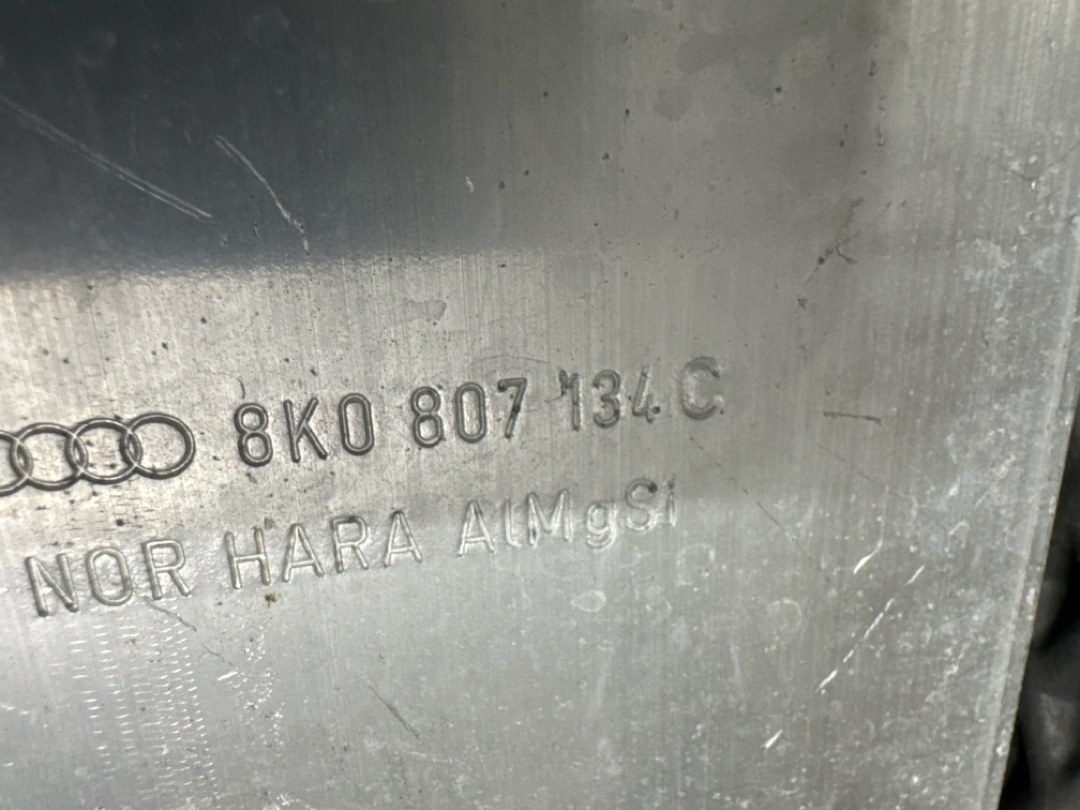 8K0 807 134 C
NOR HARA AlMgSi